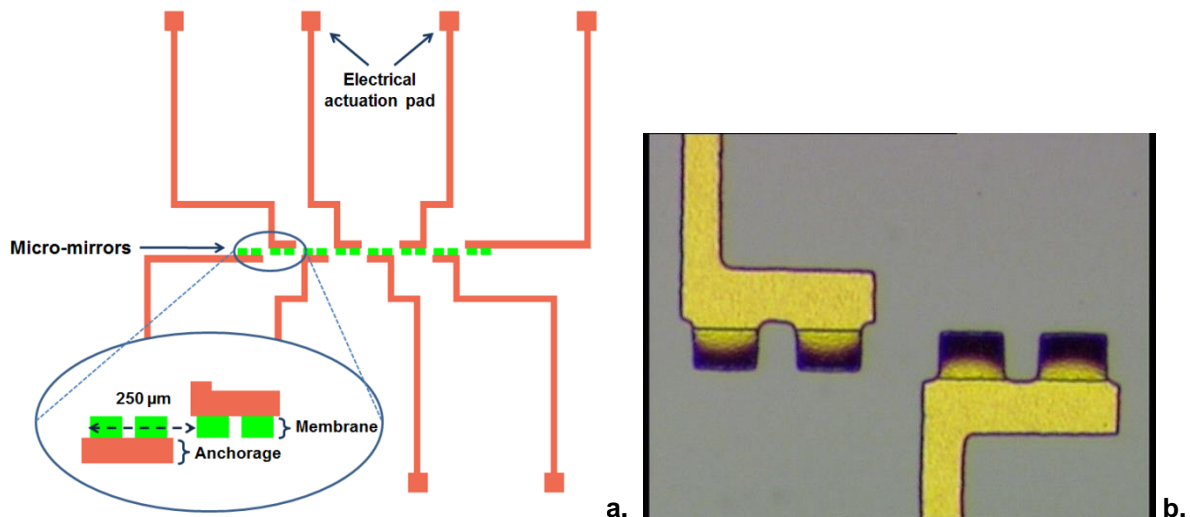 Electrical
actuation pad
Micro-mirrors
250 µm
Membrane
Anchorage
a.
b.